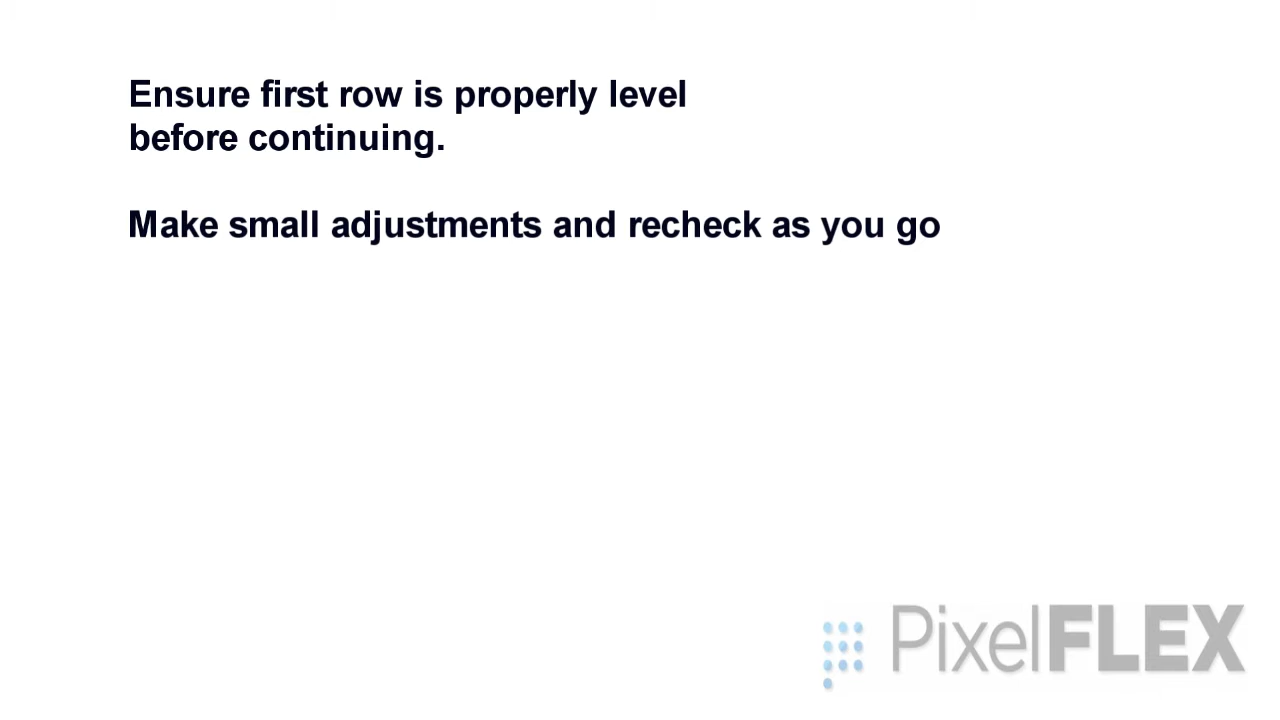 Ensure first row is properly level
before continuing.
Make small adjustments and recheck as you go
PixelFLEX